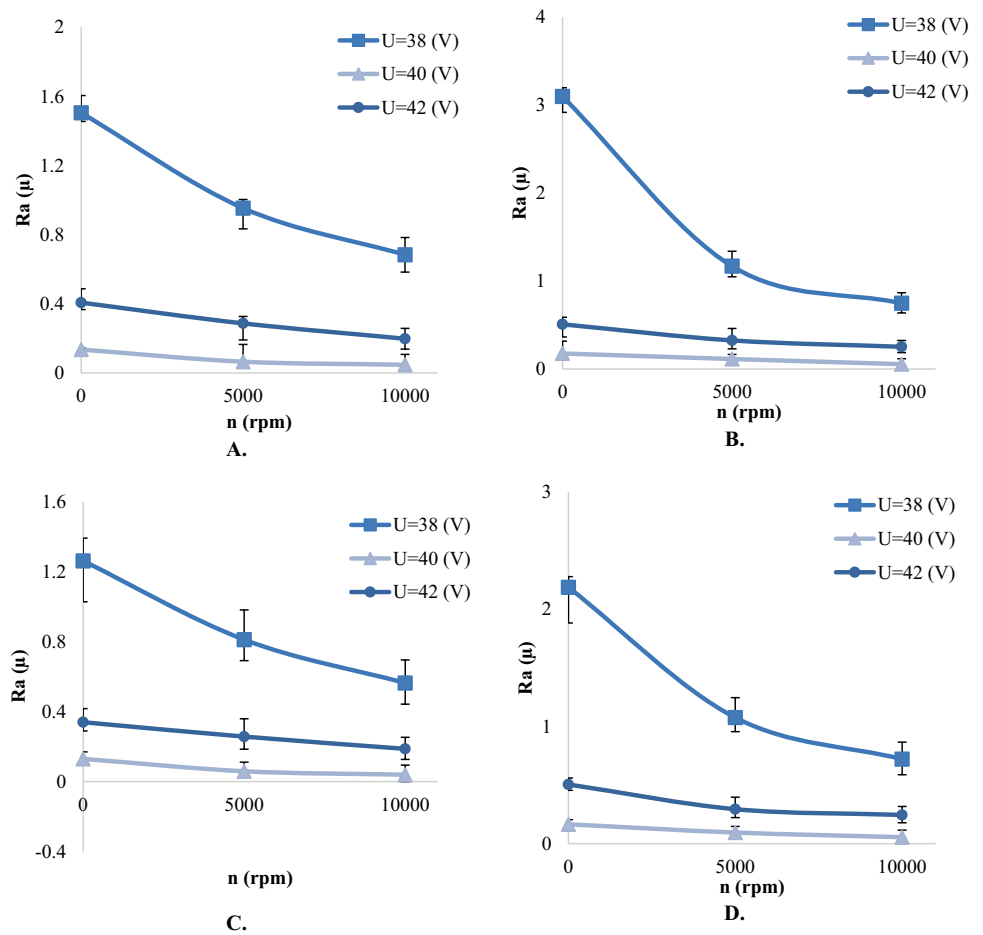 2
1.6
1.2
0.8
0.4
0
Ra (µ)
U=38 (V)
U=40 (V)
U=42 (V)
0 5000 10000
n (rpm)
A.
4
3
2
1
0
Ra (µ)
U=38 (V)
U=40 (V)
U=42 (V)
0 5000 10000
n (rpm)
B.
1.6
1.2
0.8
0.4
0
-0.4
Ra (µ)
U=38 (V)
U=40 (V)
U=42 (V)
0 5000 10000
n (rpm)
C.
3
2
1
0
Ra (µ)
U=38 (V)
U=40 (V)
U=42 (V)
0 5000 10000
n (rpm)
D.